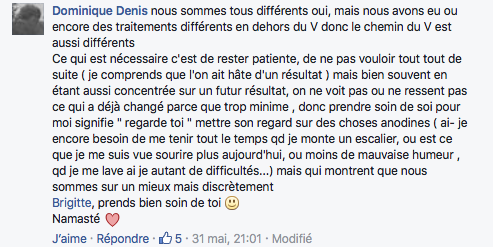 Dominique Denis nous sommes tous différents oui, mais nous avons eu ou
encore des traitements différents en dehors du V donc le chemin du V est
aussi différents
Ce qui est nécessaire c'est de rester patiente, de ne pas vouloir tout tout de
suite ( je comprends que l'on ait hâte d'un résultat ) mais bien souvent en
étant aussi concentrée sur un futur résultat, on ne voit pas ou ne ressent pas
ce qui a déjà changé parce que trop minime , donc prendre soin de soi pour
moi signifie " regarde toi " mettre son regard sur des choses anodines ( ai- je
encore besoin de me tenir tout le temps qd je monte un escalier, ou est ce
que je me suis vue sourire plus aujourd'hui, ou moins de mauvaise humeur ,
qd je me lave ai je autant de difficultés...) mais qui montrent que nous
sommes sur un mieux mais discrètement
Brigitte, prends bien soin de toi 🙂
Namasté ❤
J'aime · Répondre · 👍 5 · 31 mai, 21:01 · Modifié